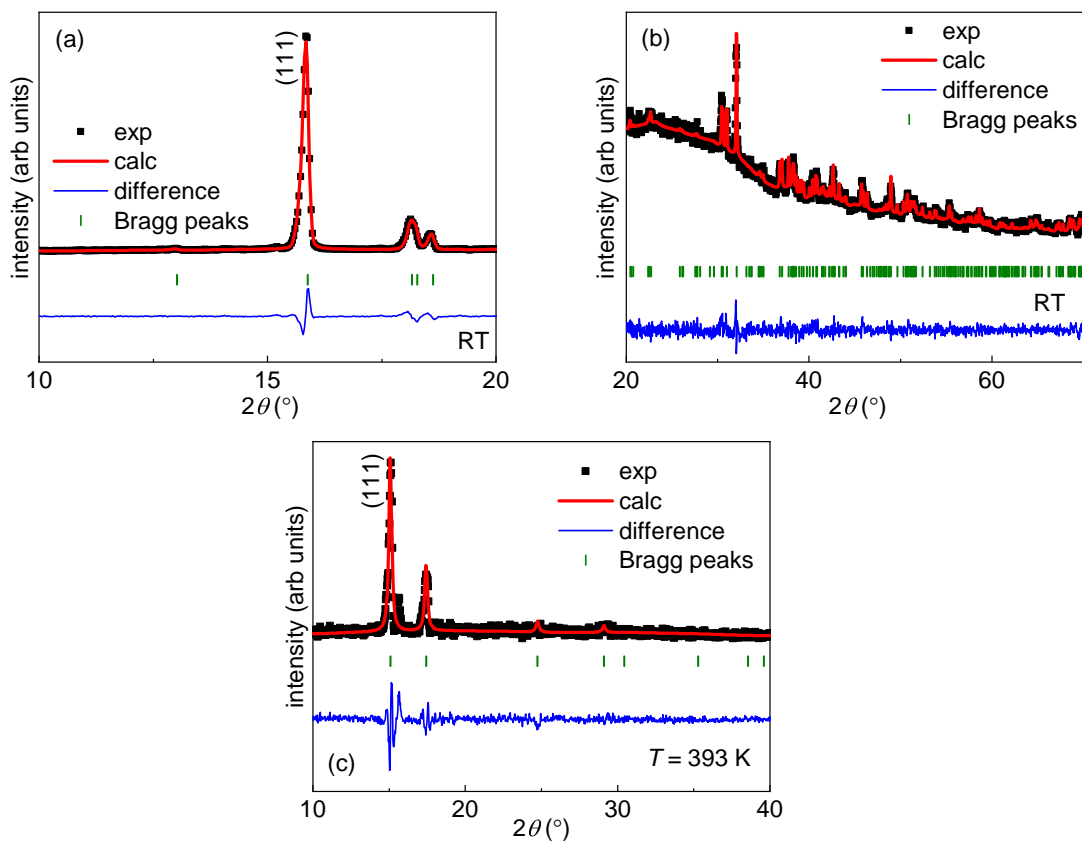 (a)
(111)
exp
calc
difference
Bragg peaks
RT
intensity (arb units)
10
15
20
2θ (°)
(b)
exp
calc
difference
Bragg peaks
RT
intensity (arb units)
20
40
60
2θ (°)
(111)
exp
calc
difference
Bragg peaks
(c)
T = 393 K
intensity (arb units)
10
20
30
40
2θ (°)